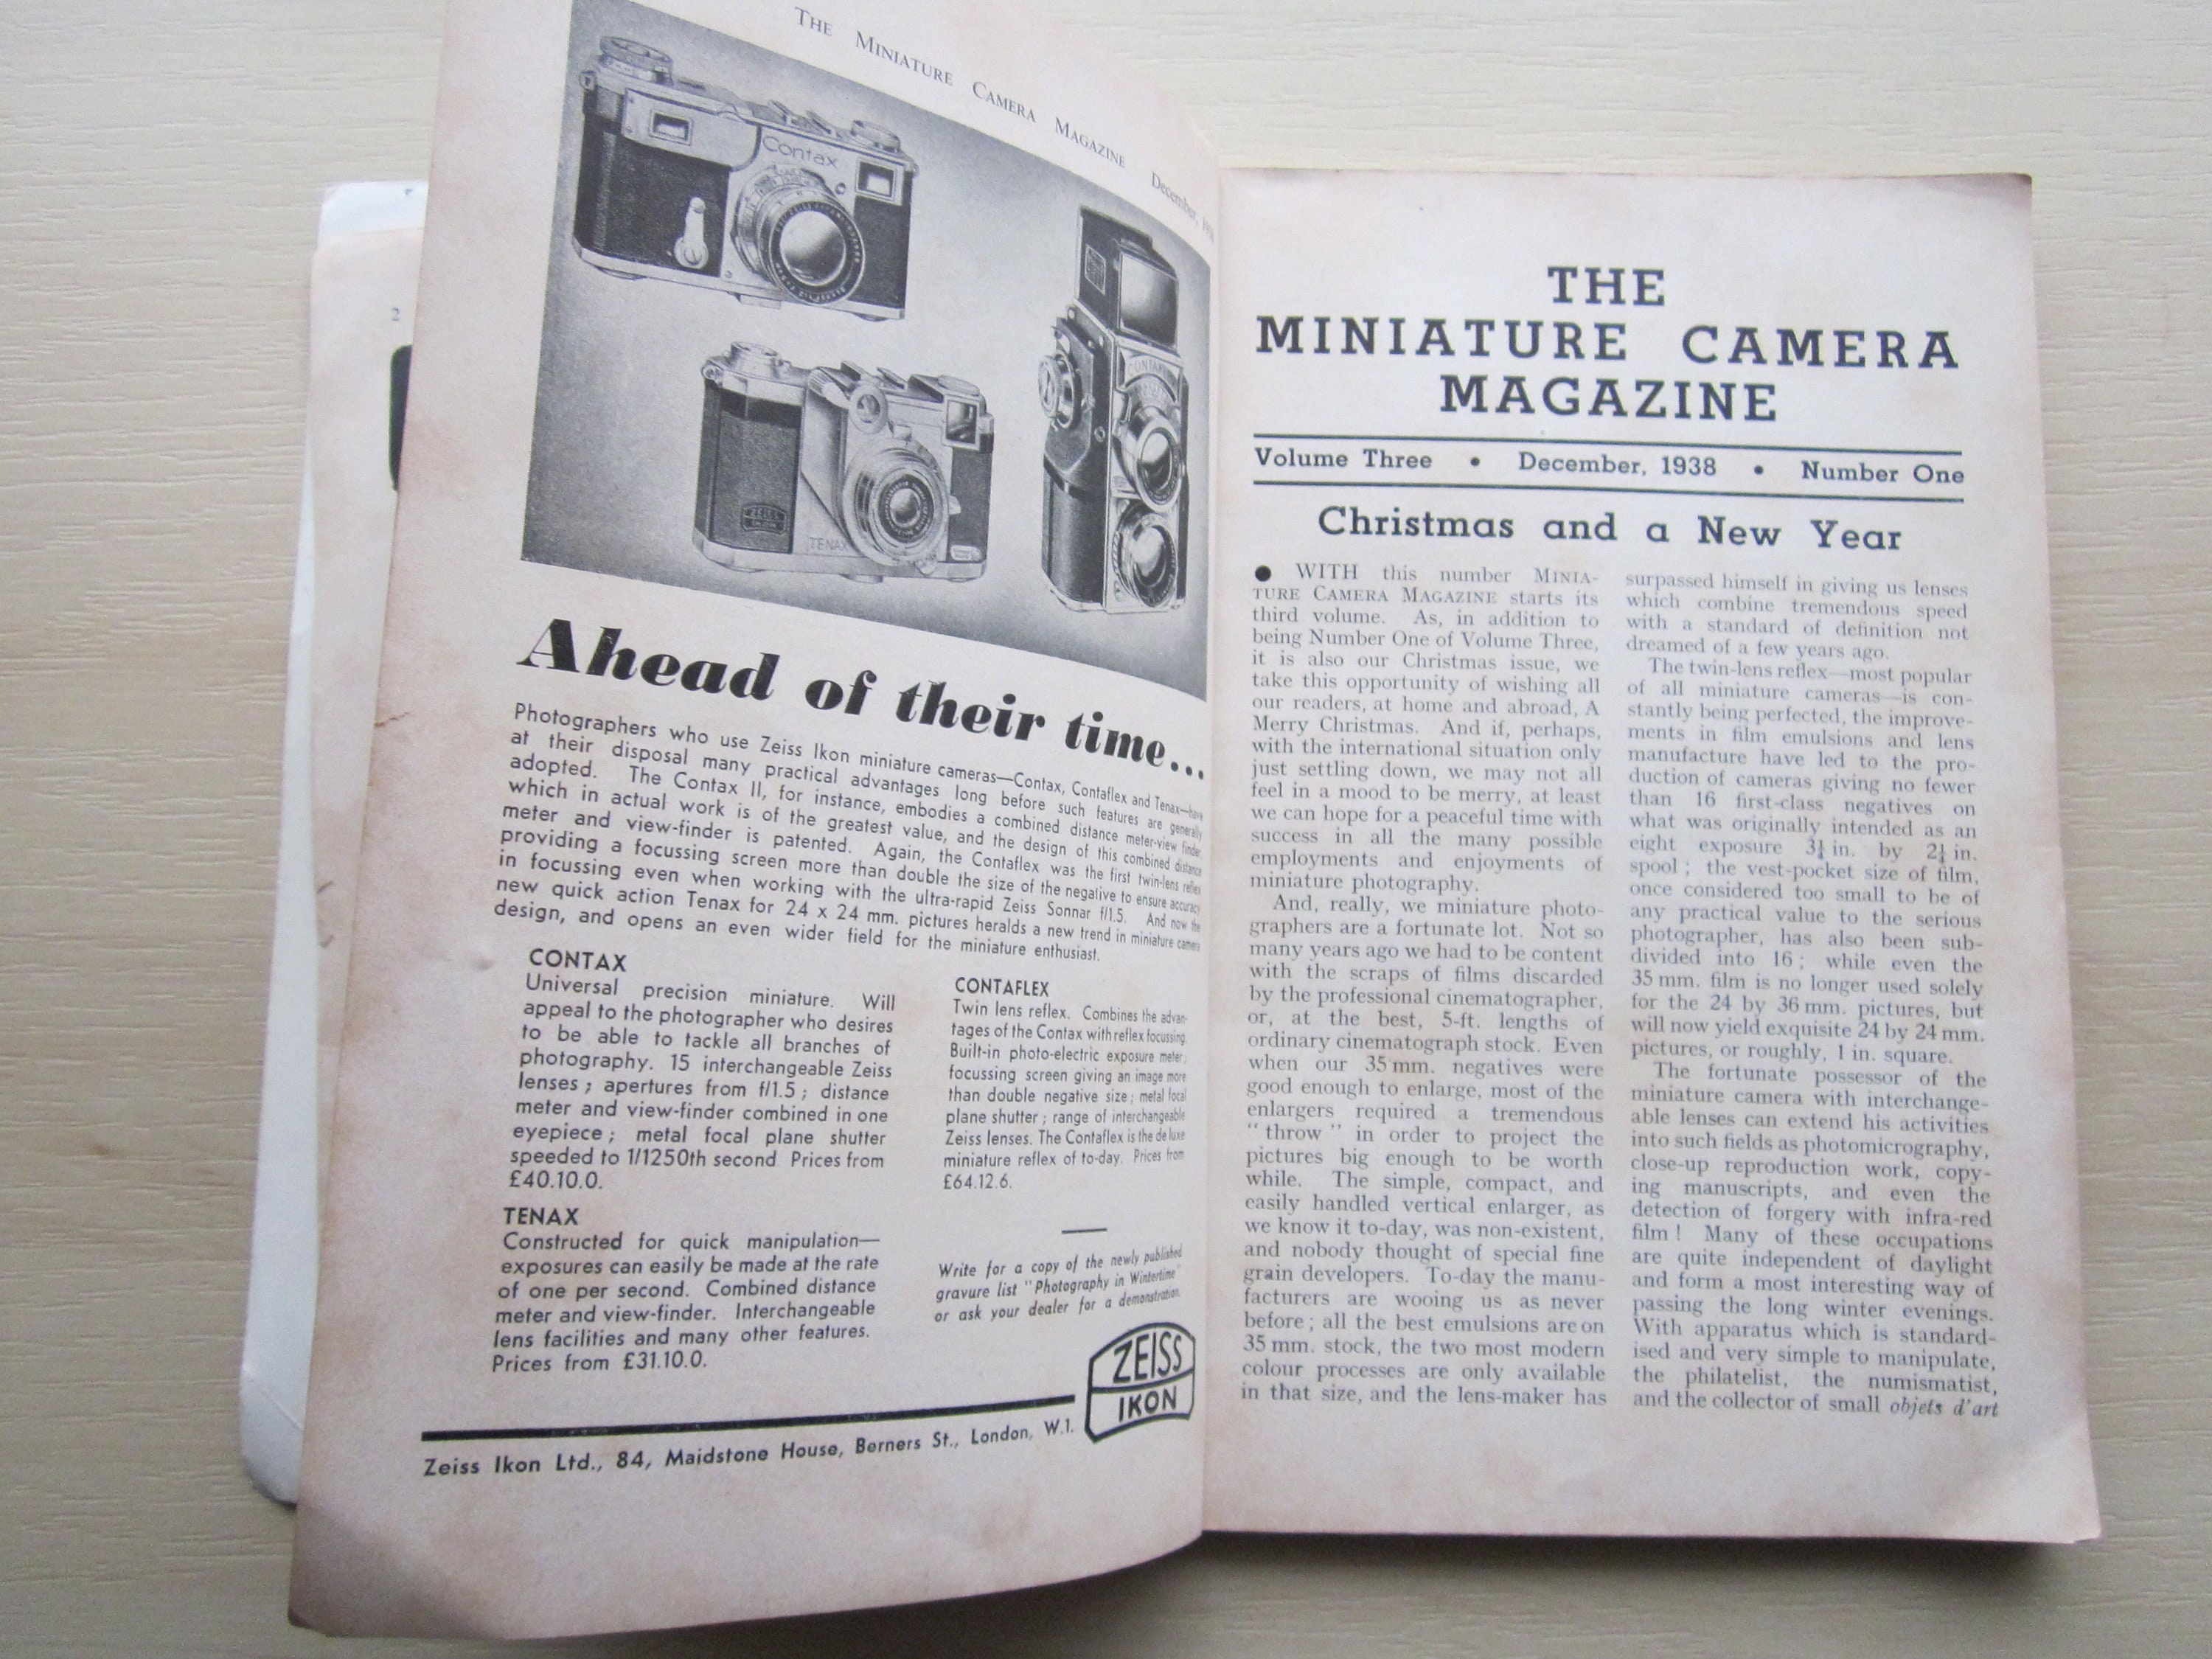 THE MINIATURE CAMERA MAGAZINE December, 1938
Contax
CONTAFLEX
ZEISS
IKON
TENAX
Ahead of their time...
Photographers who use Zeiss Ikon miniature cameras—Contax, Contaflex and Tenax—have
at their disposal many practical advantages long before such features are generally
adopted. The Contax II, for instance, embodies a combined distance meter-view finder
which in actual work is of the greatest value, and the design of this combined distance
meter and view-finder is patented. Again, the Contaflex was the first twin-lens reflex
providing a focussing screen more than double the size of the negative to ensure accuracy
in focussing even when working with the ultra-rapid Zeiss Sonnar f/1.5. And now the
new quick action Tenax for 24 x 24 mm. pictures heralds a new trend in miniature camera
design, and opens an even wider field for the miniature enthusiast.
CONTAX
Universal precision miniature. Will
appeal to the photographer who desires
to be able to tackle all branches of
photography. 15 interchangeable Zeiss
lenses ; apertures from f/1.5 ; distance
meter and view-finder combined in one
eyepiece ; metal focal plane shutter
speeded to 1/1250th second Prices from
£40.10.0.
TENAX
Constructed for quick manipulation—
exposures can easily be made at the rate
of one per second. Combined distance
meter and view-finder. Interchangeable
lens facilities and many other features.
Prices from £31.10.0.
CONTAFLEX
Twin lens reflex. Combines the advan-
tages of the Contax with reflex focussing.
Built-in photo-electric exposure meter,
focussing screen giving an image more
than double negative size ; metal focal
plane shutter ; range of interchangeable
Zeiss lenses. The Contaflex is the de luxe
miniature reflex of to-day. Prices from
£64.12.6.
Write for a copy of the newly published
gravure list "Photography in Wintertime"
or ask your dealer for a demonstration.
ZEISS
IKON
Zeiss Ikon Ltd., 84, Maidstone House, Berners St., London, W.1.
2
THE
MINIATURE CAMERA
MAGAZINE
Volume Three • December, 1938 • Number One
Christmas and a New Year
● WITH this number MINIA-
TURE CAMERA MAGAZINE starts its
third volume. As, in addition to
being Number One of Volume Three,
it is also our Christmas issue, we
take this opportunity of wishing all
our readers, at home and abroad, A
Merry Christmas. And if, perhaps,
with the international situation only
just settling down, we may not all
feel in a mood to be merry, at least
we can hope for a peaceful time with
success in all the many possible
employments and enjoyments of
miniature photography.
And, really, we miniature photo-
graphers are a fortunate lot. Not so
many years ago we had to be content
with the scraps of films discarded
by the professional cinematographer,
or, at the best, 5-ft. lengths of
ordinary cinematograph stock. Even
when our 35 mm. negatives were
good enough to enlarge, most of the
enlargers required a tremendous
" throw " in order to project the
pictures big enough to be worth
while. The simple, compact, and
easily handled vertical enlarger, as
we know it to-day, was non-existent,
and nobody thought of special fine
grain developers. To-day the manu-
facturers are wooing us as never
before ; all the best emulsions are on
35 mm. stock, the two most modern
colour processes are only available
in that size, and the lens-maker has
surpassed himself in giving us lenses
which combine tremendous speed
with a standard of definition not
dreamed of a few years ago.
The twin-lens reflex—most popular
of all miniature cameras—is con-
stantly being perfected, the improve-
ments in film emulsions and lens
manufacture have led to the pro-
duction of cameras giving no fewer
than 16 first-class negatives on
what was originally intended as an
eight exposure 3¼ in. by 2¼ in.
spool ; the vest-pocket size of film,
once considered too small to be of
any practical value to the serious
photographer, has also been sub-
divided into 16 ; while even the
35 mm. film is no longer used solely
for the 24 by 36 mm. pictures, but
will now yield exquisite 24 by 24 mm.
pictures, or roughly, 1 in. square.
The fortunate possessor of the
miniature camera with interchange-
able lenses can extend his activities
into such fields as photomicrography,
close-up reproduction work, copy-
ing manuscripts, and even the
detection of forgery with infra-red
film ! Many of these occupations
are quite independent of daylight
and form a most interesting way of
passing the long winter evenings.
With apparatus which is standard-
ised and very simple to manipulate,
the philatelist, the numismatist,
and the collector of small objets d'art